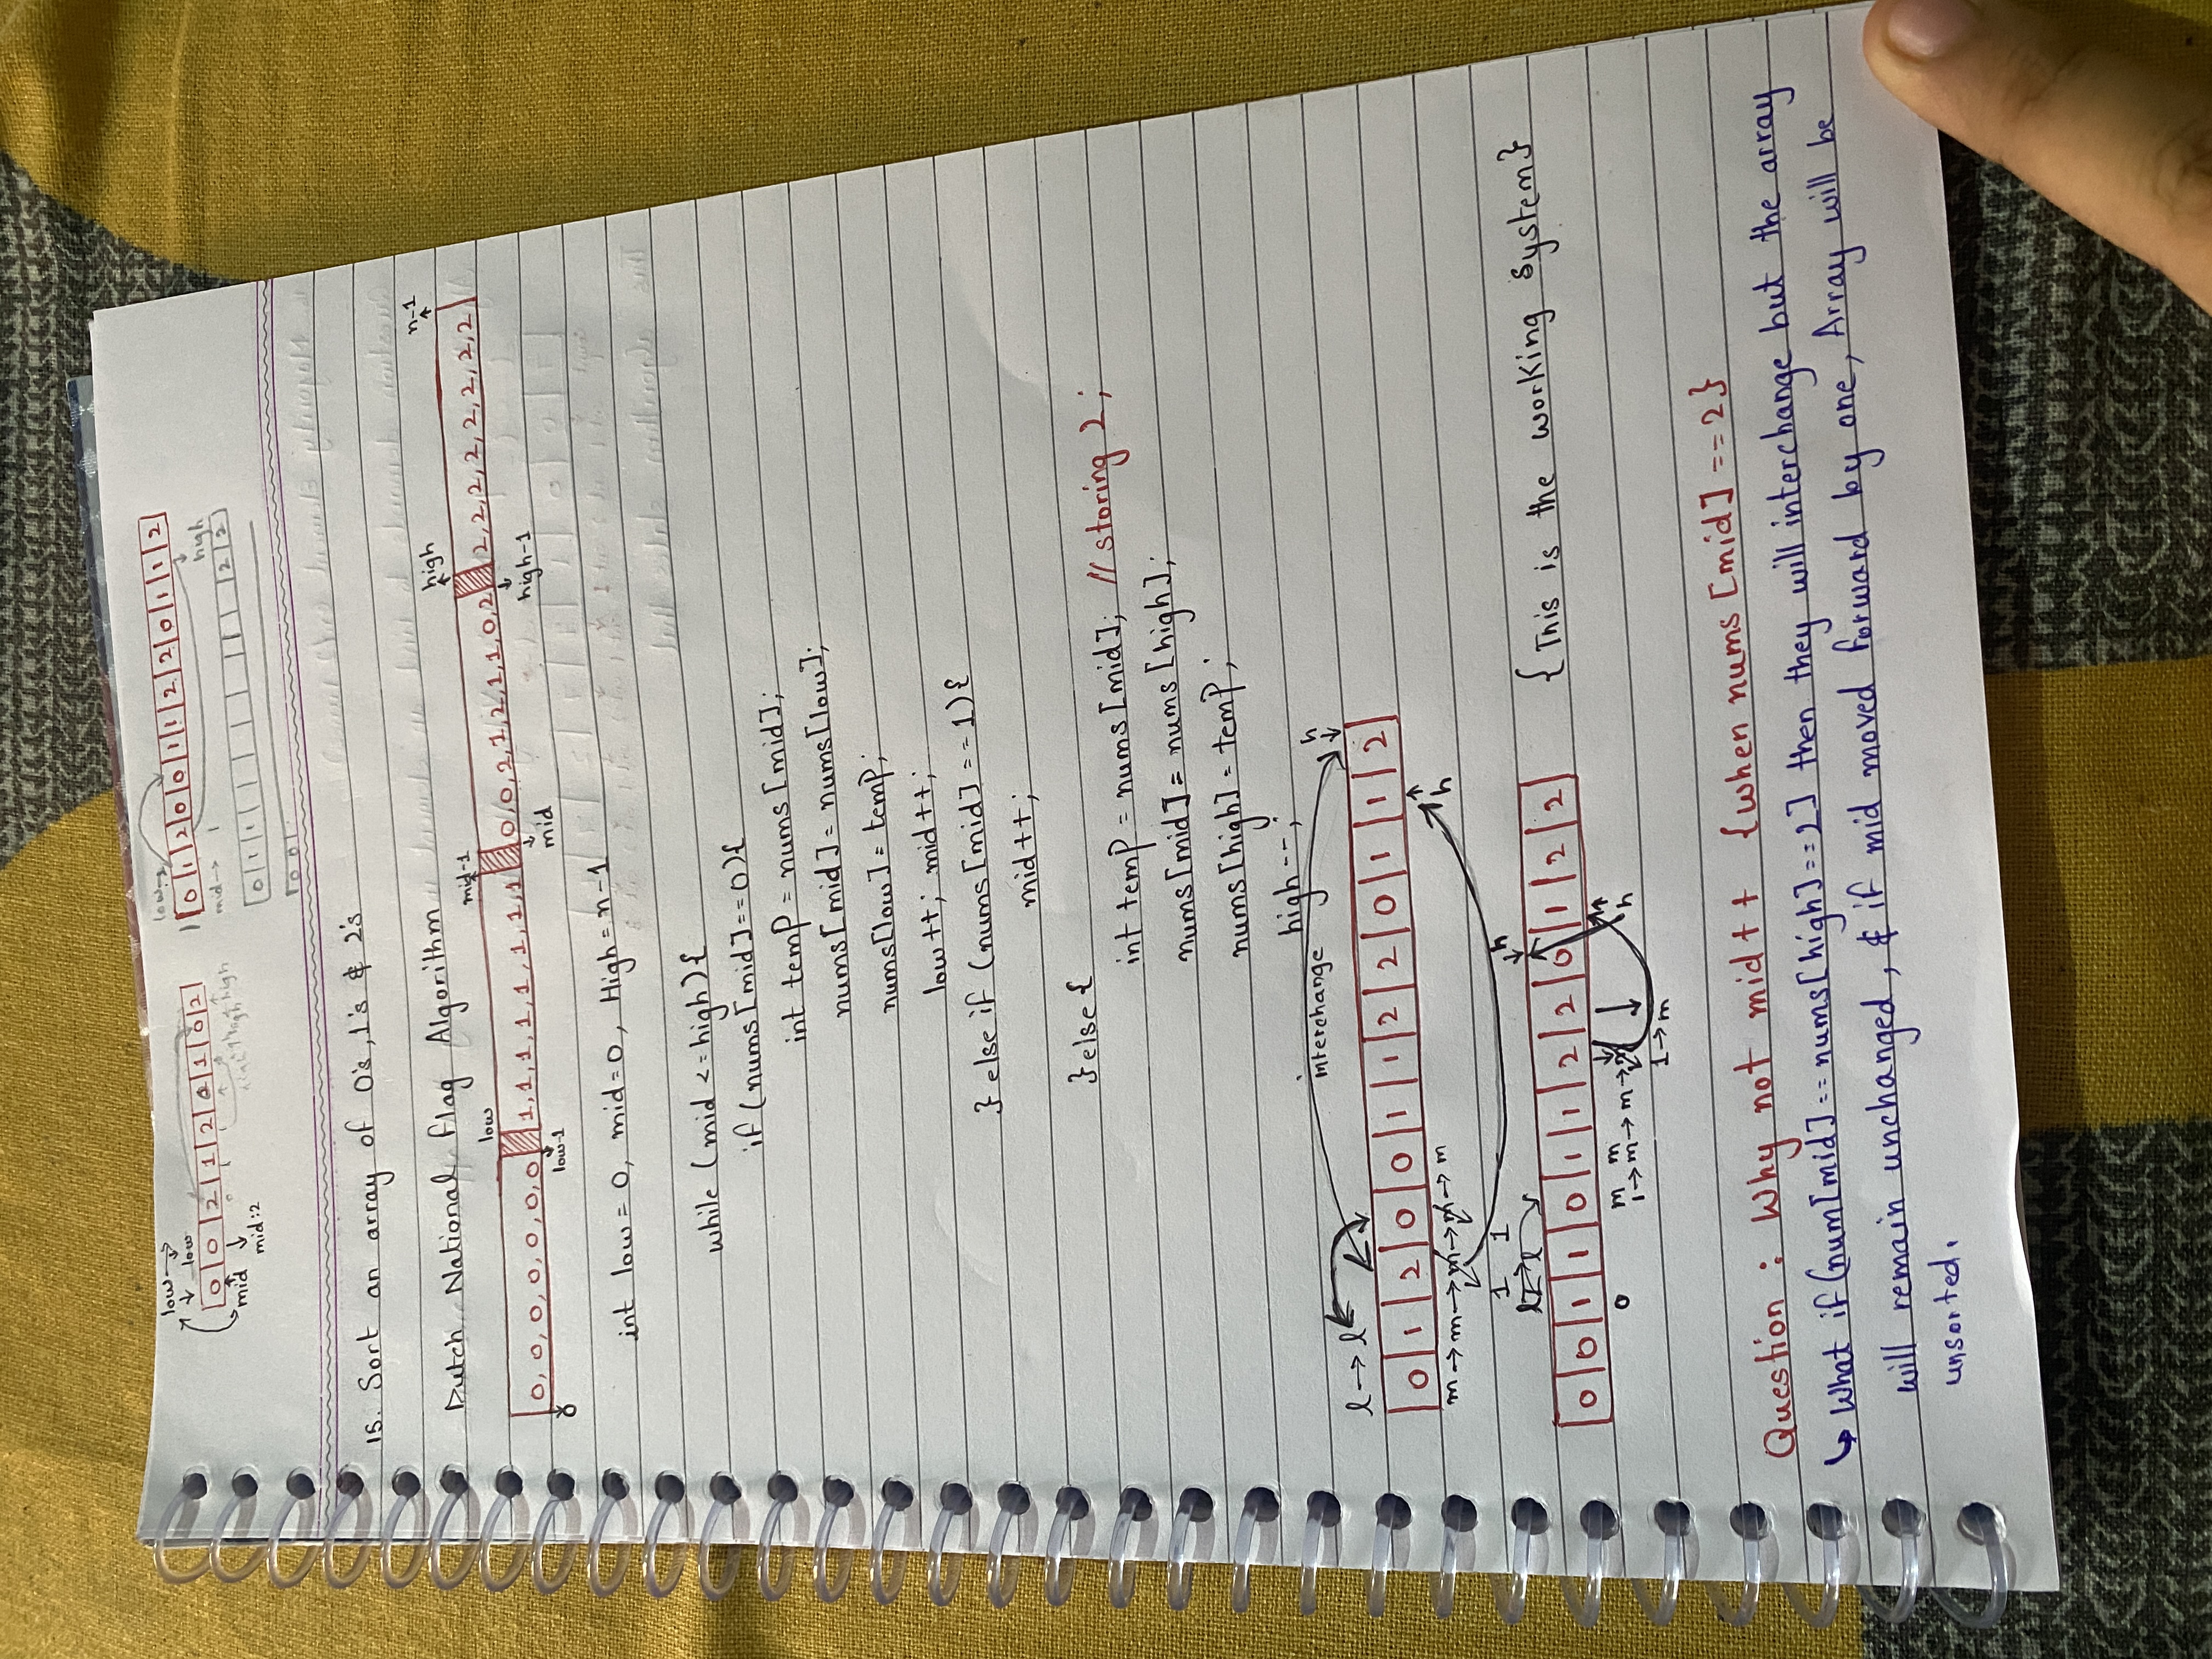 low→
low
0 0 2 1 2 0 1 0 2
mid
mid:2
high
0 1 2 0 0 1 1 2 2 0 1 1 2
mid→ 1
high
0 1 1 2 2
0 0 1
15. Sort an array of 0's, 1's & 2's
Dutch National Flag Algorithm
low mid-1 high n-1
0, 0, 0, 0, 0, 0, 0 1, 1, 1, 1, 1, 1, 1, 1 0, 0, 2, 1, 2, 1, 1, 0, 2 2, 2, 2, 2, 2, 2, 2, 2
0 low-1 mid high-1
int low = 0, mid=0, High = n-1
while (mid <= high){
if (nums[mid]==0){
int temp = nums[mid];
nums[mid] = nums[low];
nums[low] = temp;
low++; mid++;
} else if (nums[mid] ==1){
mid++;
} else {
int temp = nums[mid]; // storing 2;
nums[mid] = nums[high];
nums[high] = temp;
high--;
interchange
l → l h
0 1 2 0 0 1 1 2 2 0 1 1 2
m → m → m → m → m h
1 1
l → l h
0 0 1 1 0 1 1 2 2 0 1 2 2 {This is the working system}
0 m m
1 → m → m → m h
1 → m
Question : Why not mid++ {when nums[mid] ==2}
↳ What if(num[mid] == nums[high]==2] then they will interchange but the array
will remain unchanged, & if mid moved forward by one, Array will be
unsorted.